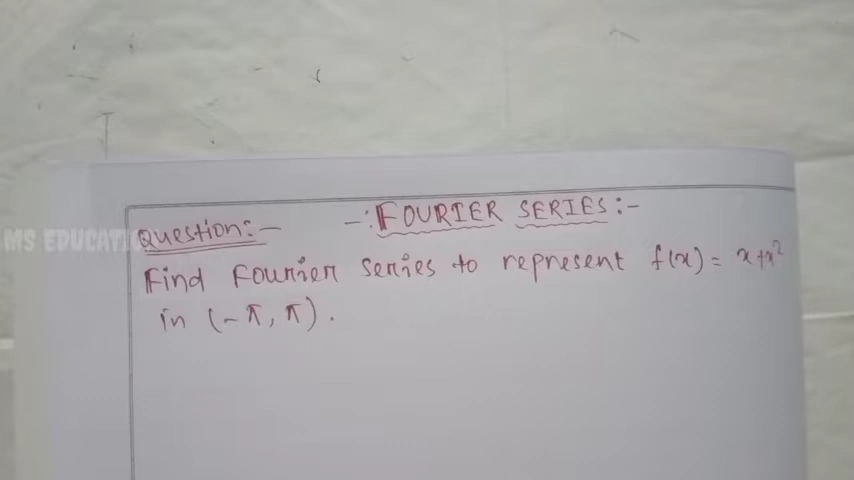 -: FOURIER SERIES :-
Question:-
Find Fourier series to represent f(x) = x+x²
in (-π, π).
MS EDUCATI